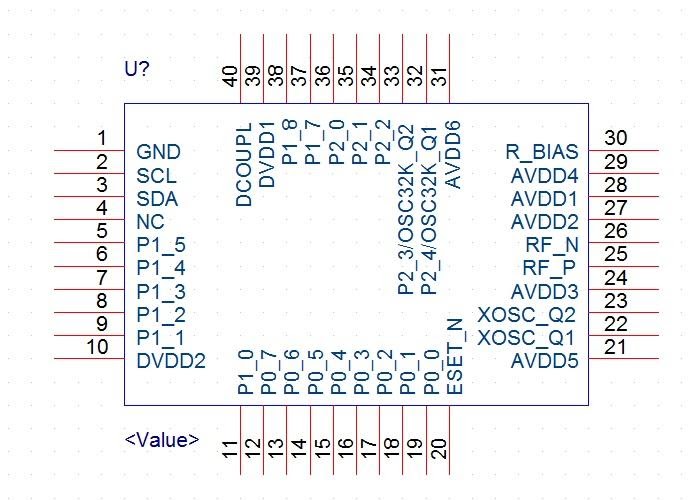 U?
40
39
38
37
36
35
34
33
32
31
DCOUPL
DVDD1
P1_8
P1_7
P2_0
P2_1
P2_2
P2_3/OSC32K_Q2
P2_4/OSC32K_Q1
AVDD6
1 GND
2 SCL
3 SDA
4 NC
5 P1_5
6 P1_4
7 P1_3
8 P1_2
9 P1_1
10 DVDD2
R_BIAS 30
AVDD4 29
AVDD1 28
AVDD2 27
RF_N 26
RF_P 25
AVDD3 24
XOSC_Q2 23
XOSC_Q1 22
AVDD5 21
P1_0
P0_7
P0_6
P0_5
P0_4
P0_3
P0_2
P0_1
P0_0
ESET_N
<Value>
11
12
13
14
15
16
17
18
19
20